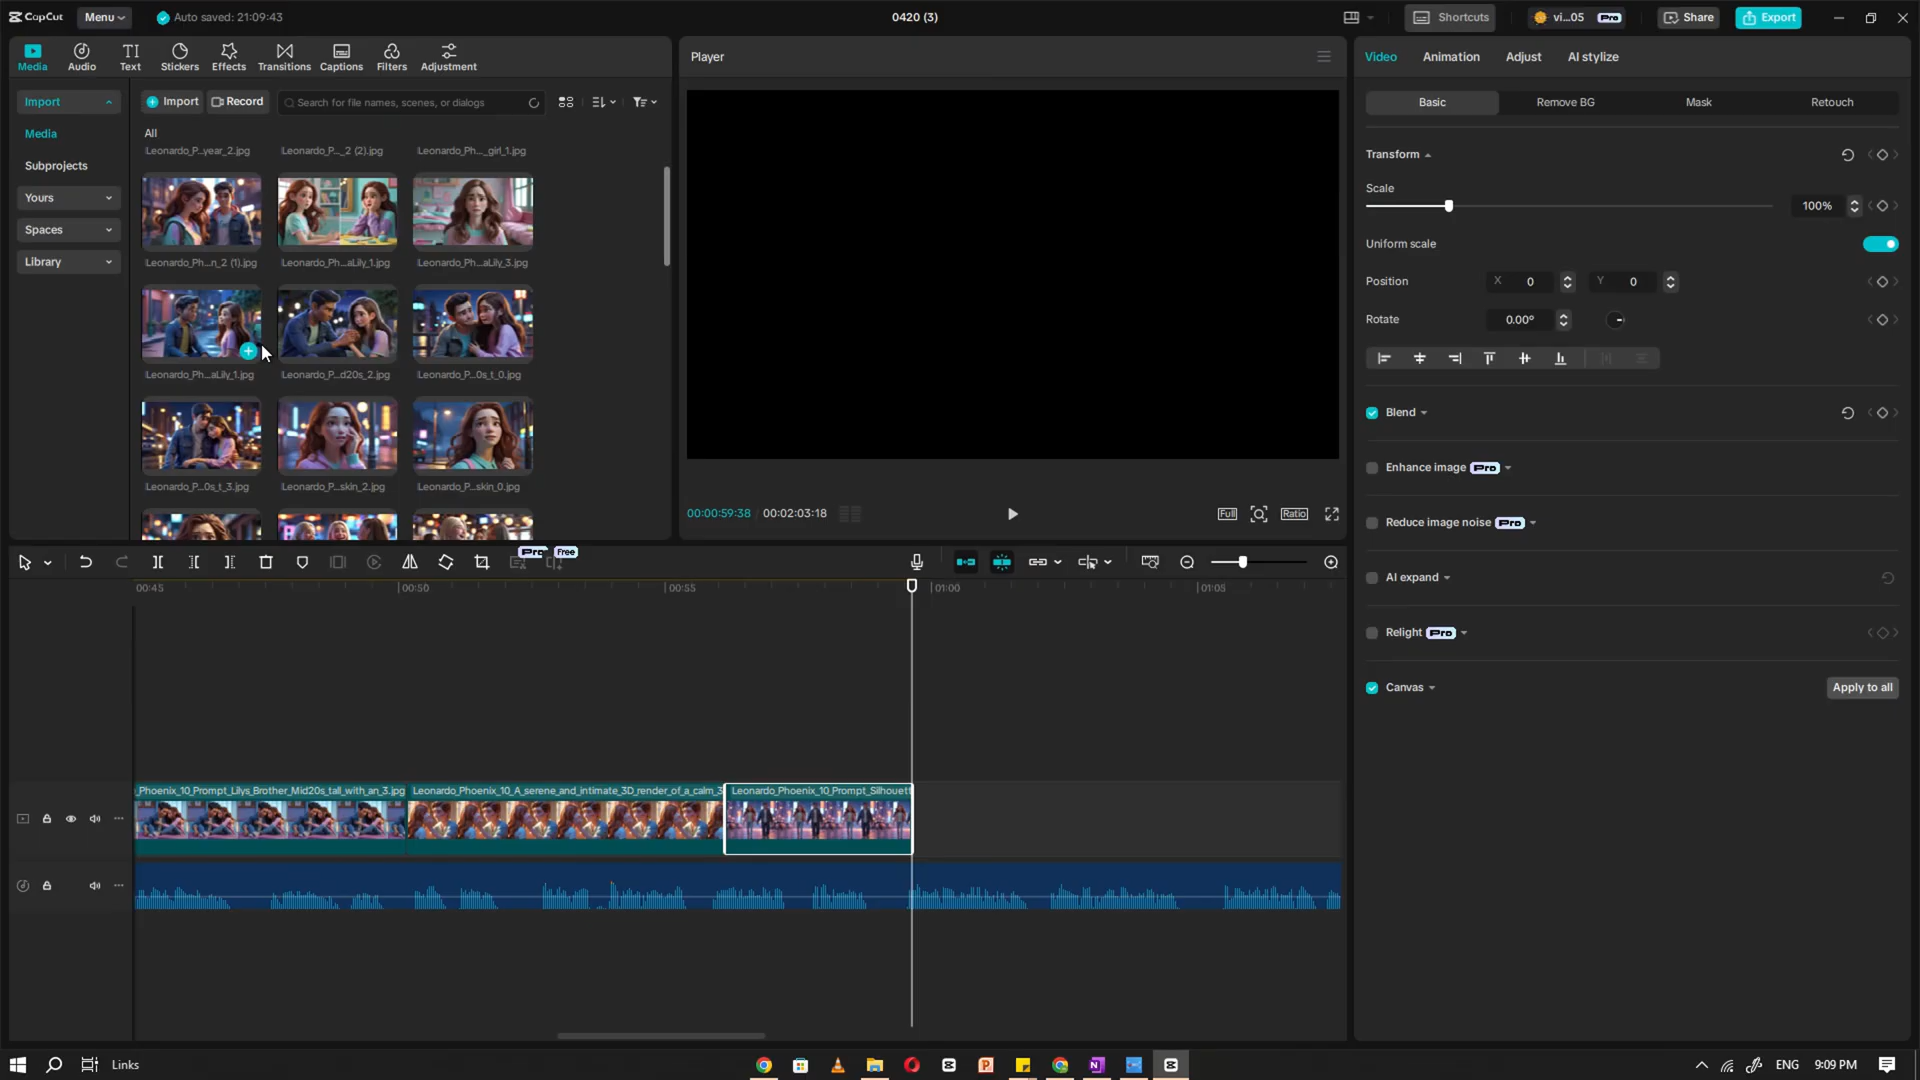 CapCut
Menu
Auto saved: 21:09:43
0420 (3)
Shortcuts
vi...05
Pro
Share
Export
Media
Audio
Text
Stickers
Effects
Transitions
Captions
Filters
Adjustment
Import
Media
Subprojects
Yours
Spaces
Library
Import
Record
Search for file names, scenes, or dialogs
All
Leonardo_P...year_2.jpg
Leonardo_P..._2 (2).jpg
Leonardo_Ph..._girl_1.jpg
Leonardo_Ph...n_2 (1).jpg
Leonardo_Ph...aLily_1.jpg
Leonardo_Ph...aLily_3.jpg
Leonardo_Ph...aLily_1.jpg
Leonardo_P...d20s_2.jpg
Leonardo_P...0s_t_0.jpg
Leonardo_P...0s_t_3.jpg
Leonardo_P...skin_2.jpg
Leonardo_P...skin_0.jpg
Player
00:00:59:38
00:02:03:18
Full
Ratio
Video
Animation
Adjust
AI stylize
Basic
Remove BG
Mask
Retouch
Transform
Scale
100%
Uniform scale
Position
X 0
Y 0
Rotate
0.00°
Blend
Enhance image Pro
Reduce image noise Pro
AI expand
Relight Pro
Canvas
Apply to all
Pro
Free
00:45
00:50
00:55
01:00
01:05
_Phoenix_10_Prompt_Lilys_Brother_Mid20s_tall_with_an_3.jpg
Leonardo_Phoenix_10_A_serene_and_intimate_3D_render_of_a_calm_3
Leonardo_Phoenix_10_Prompt_Silhouett
Links
ENG
9:09 PM